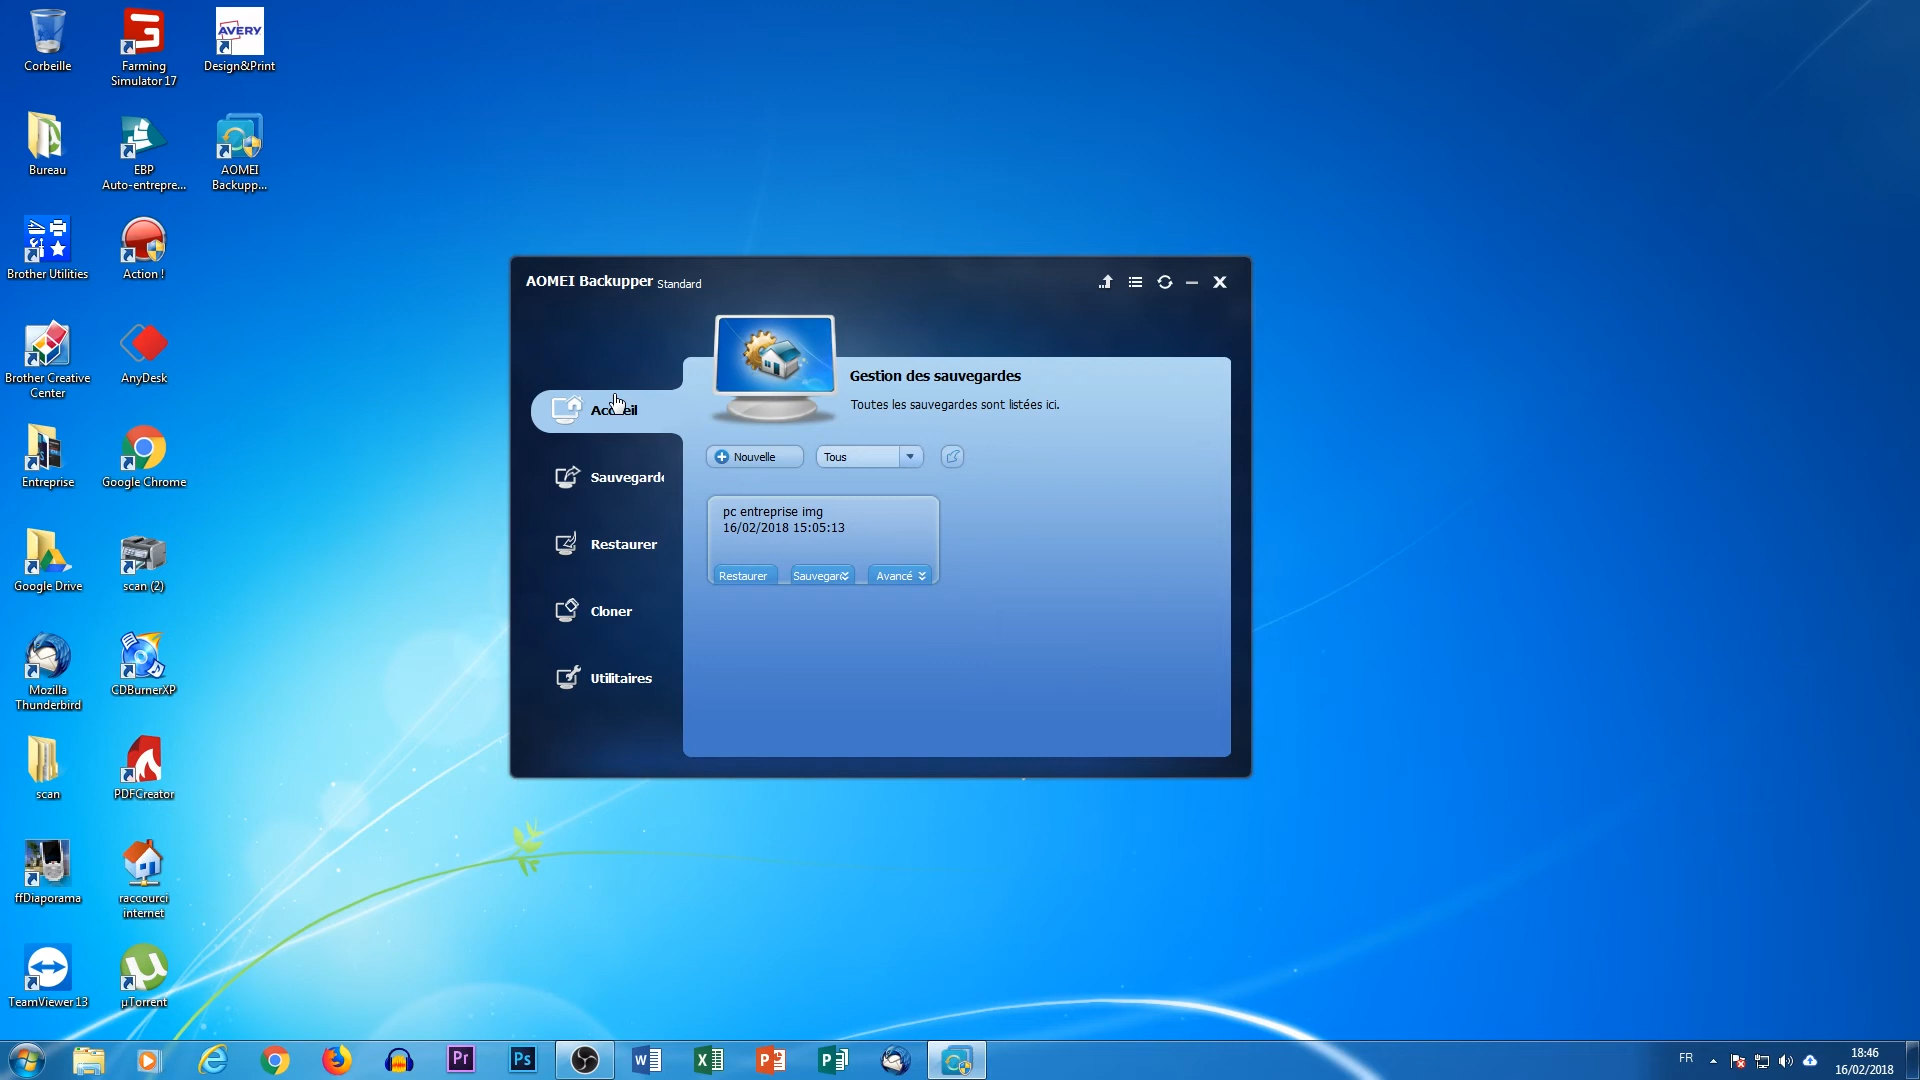 Corbeille
Farming
Simulator 17
AVERY
Design&Print
Bureau
EBP
Auto-entrepre...
AOMEI
Backupp...
Brother Utilities
Action !
Brother Creative
Center
AnyDesk
Entreprise
Google Chrome
Google Drive
scan (2)
Mozilla
Thunderbird
CDBurnerXP
scan
PDFCreator
ffDiaporama
raccourci
internet
TeamViewer 13
µTorrent
AOMEI Backupper Standard
Accueil
Sauvegarde
Restaurer
Cloner
Utilitaires
Gestion des sauvegardes
Toutes les sauvegardes sont listées ici.
Nouvelle
Tous
pc entreprise img
16/02/2018 15:05:13
Restaurer
Sauvegar
Avancé
Pr
Ps
FR
18:46
16/02/2018